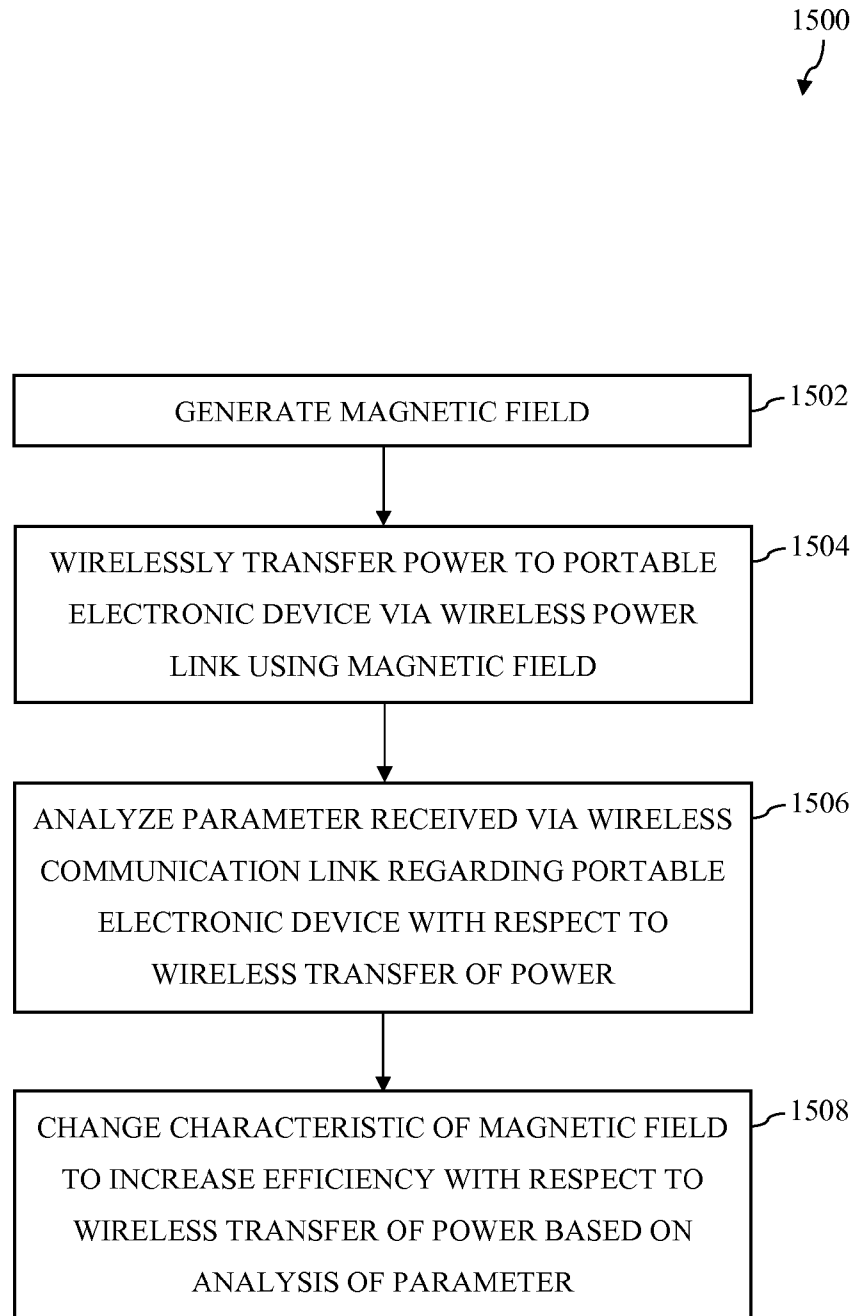 1500
GENERATE MAGNETIC FIELD
1502
WIRELESSLY TRANSFER POWER TO PORTABLE
ELECTRONIC DEVICE VIA WIRELESS POWER
LINK USING MAGNETIC FIELD
1504
ANALYZE PARAMETER RECEIVED VIA WIRELESS
COMMUNICATION LINK REGARDING PORTABLE
ELECTRONIC DEVICE WITH RESPECT TO
WIRELESS TRANSFER OF POWER
1506
CHANGE CHARACTERISTIC OF MAGNETIC FIELD
TO INCREASE EFFICIENCY WITH RESPECT TO
WIRELESS TRANSFER OF POWER BASED ON
ANALYSIS OF PARAMETER
1508